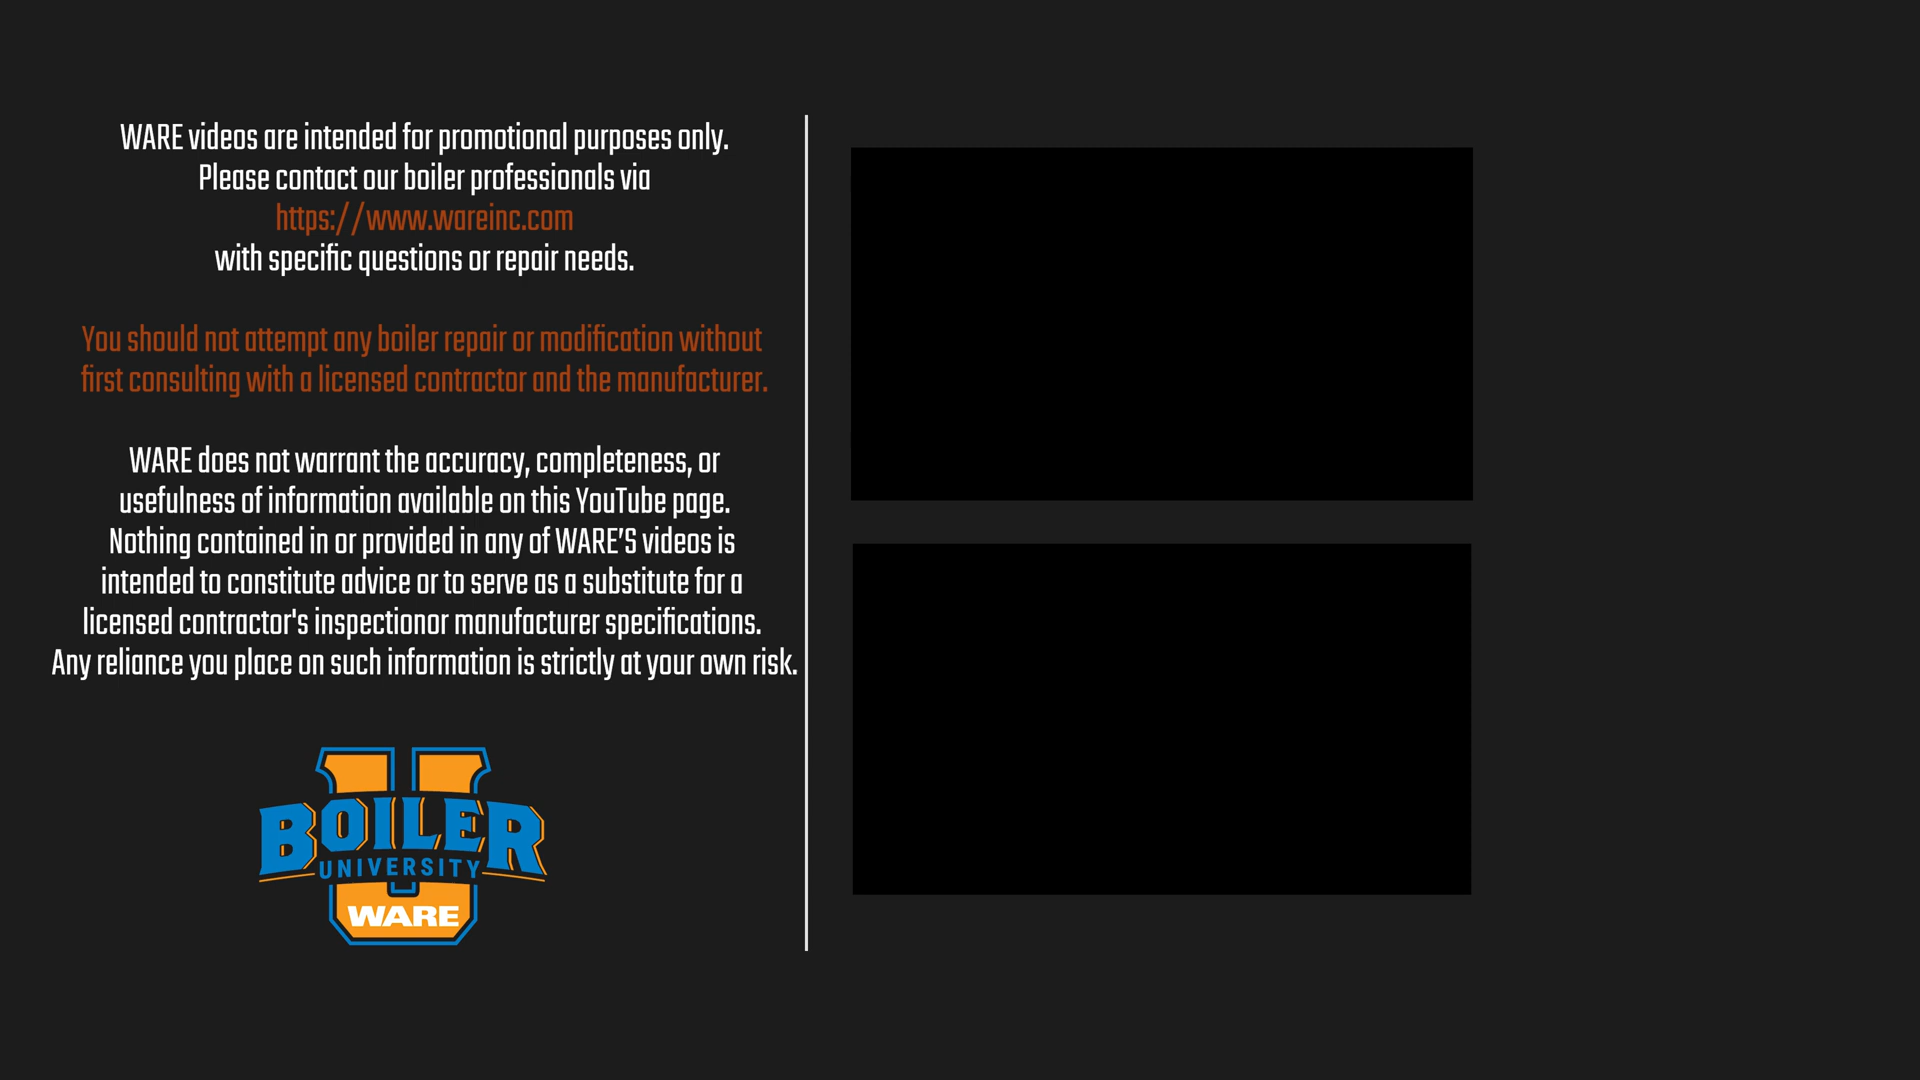 WARE videos are intended for promotional purposes only.
Please contact our boiler professionals via
https://www.wareinc.com
with specific questions or repair needs.
You should not attempt any boiler repair or modification without
first consulting with a licensed contractor and the manufacturer.
WARE does not warrant the accuracy, completeness, or
usefulness of information available on this YouTube page.
Nothing contained in or provided in any of WARE'S videos is
intended to constitute advice or to serve as a substitute for a
licensed contractor's inspectionor manufacturer specifications.
Any reliance you place on such information is strictly at your own risk.
U
BOILER
UNIVERSITY
WARE